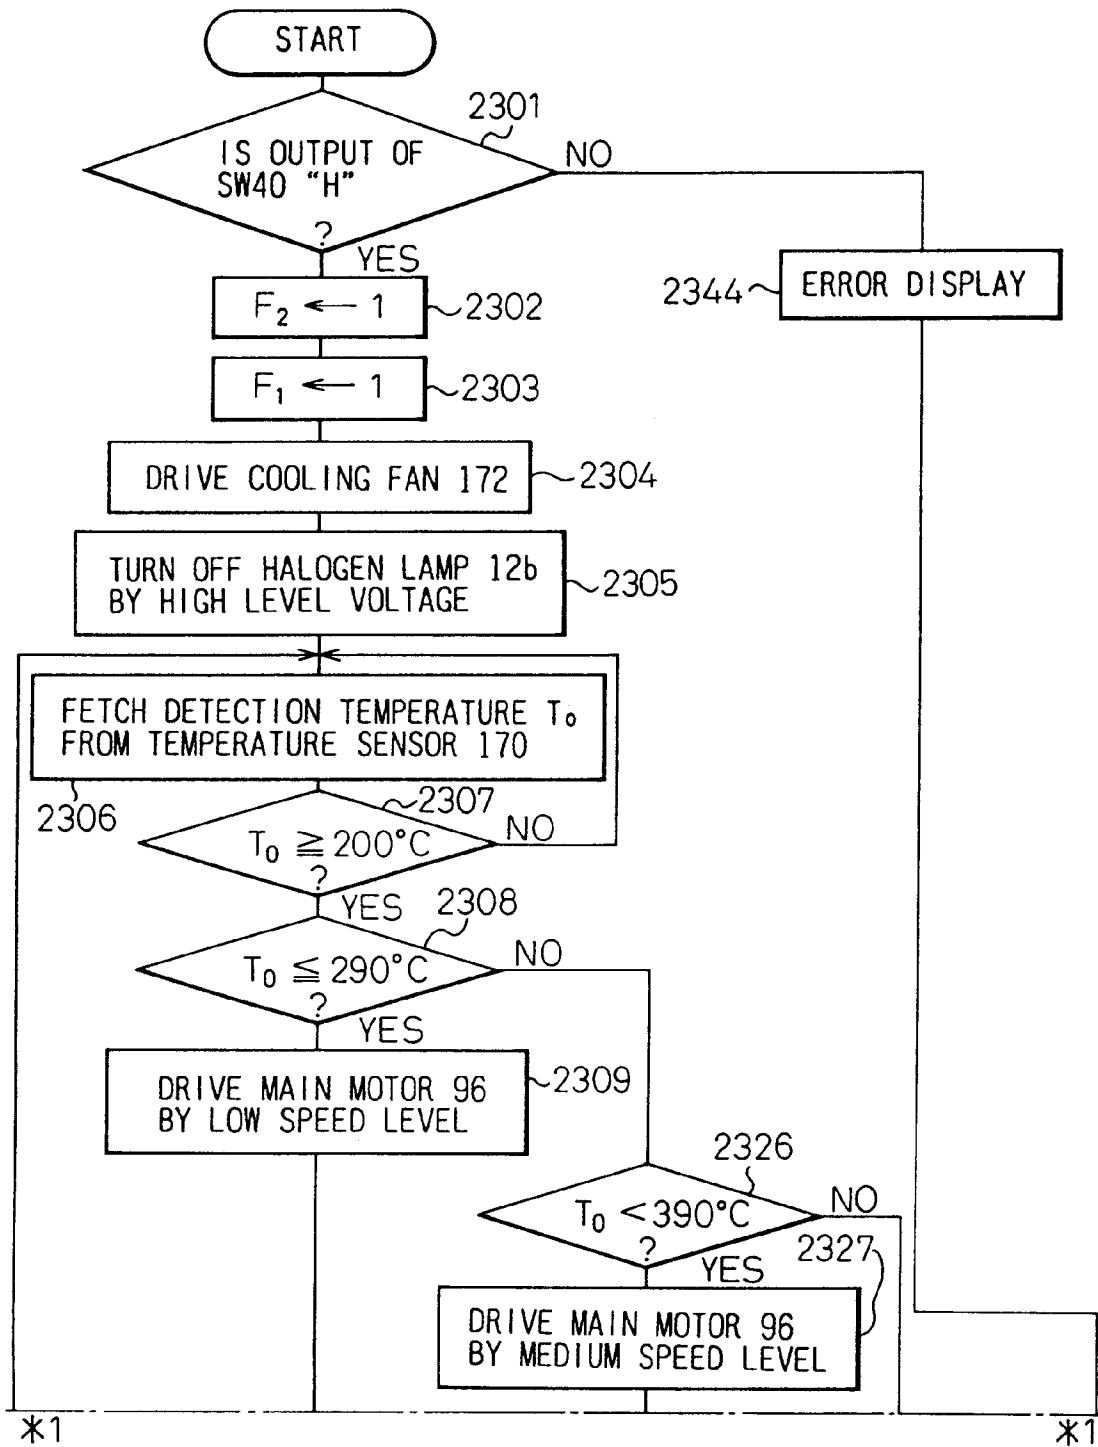 START
2301
IS OUTPUT OF
SW40 "H"
?
NO
YES
F₂ ← 1
2302
2344
ERROR DISPLAY
F₁ ← 1
2303
DRIVE COOLING FAN 172
2304
TURN OFF HALOGEN LAMP 12b
BY HIGH LEVEL VOLTAGE
2305
FETCH DETECTION TEMPERATURE T₀
FROM TEMPERATURE SENSOR 170
2306
2307
T₀ ≧ 200°C
?
NO
YES
2308
T₀ ≦ 290°C
?
NO
YES
DRIVE MAIN MOTOR 96
BY LOW SPEED LEVEL
2309
2326
T₀ < 390°C
?
NO
YES
2327
DRIVE MAIN MOTOR 96
BY MEDIUM SPEED LEVEL
*1
*1